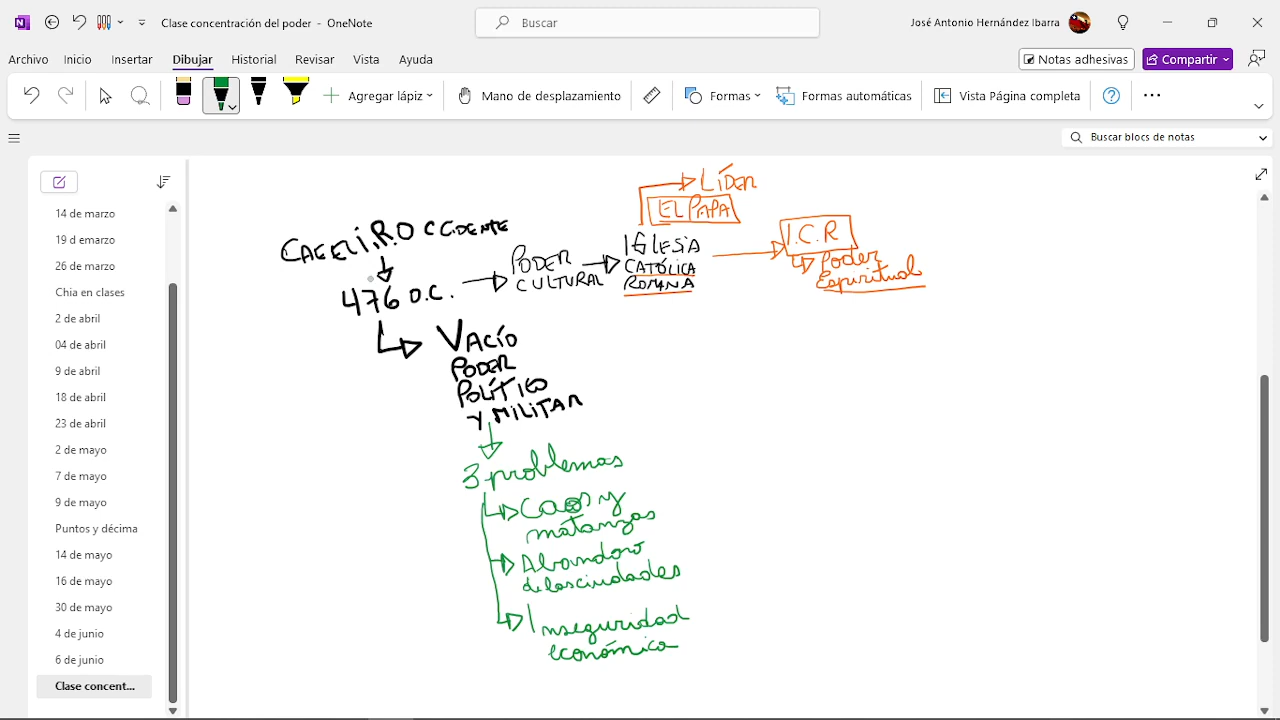 Clase concentración del poder - OneNote
Buscar
José Antonio Hernández Ibarra
Archivo
Inicio
Insertar
Dibujar
Historial
Revisar
Vista
Ayuda
Notas adhesivas
Compartir
Agregar lápiz
Mano de desplazamiento
Formas
Formas automáticas
Vista Página completa
Buscar blocs de notas
14 de marzo
19 d emarzo
26 de marzo
Chia en clases
2 de abril
04 de abril
9 de abril
18 de abril
23 de abril
2 de mayo
7 de mayo
9 de mayo
Puntos y décima
14 de mayo
16 de mayo
30 de mayo
4 de junio
6 de junio
Clase concent...
CAE EL I.R.OCCIDENTE
476 D.C.
PODER
CULTURAL
LÍDER
EL PAPA
IGLESIA
CATÓLICA
ROMANA
I.C.R
Poder
Espiritual
VACÍO
PODER
POLÍTICO
Y MILITAR
3 problemas
Caos y
matanzas
Abandono
de las ciudades
Inseguridad
económica